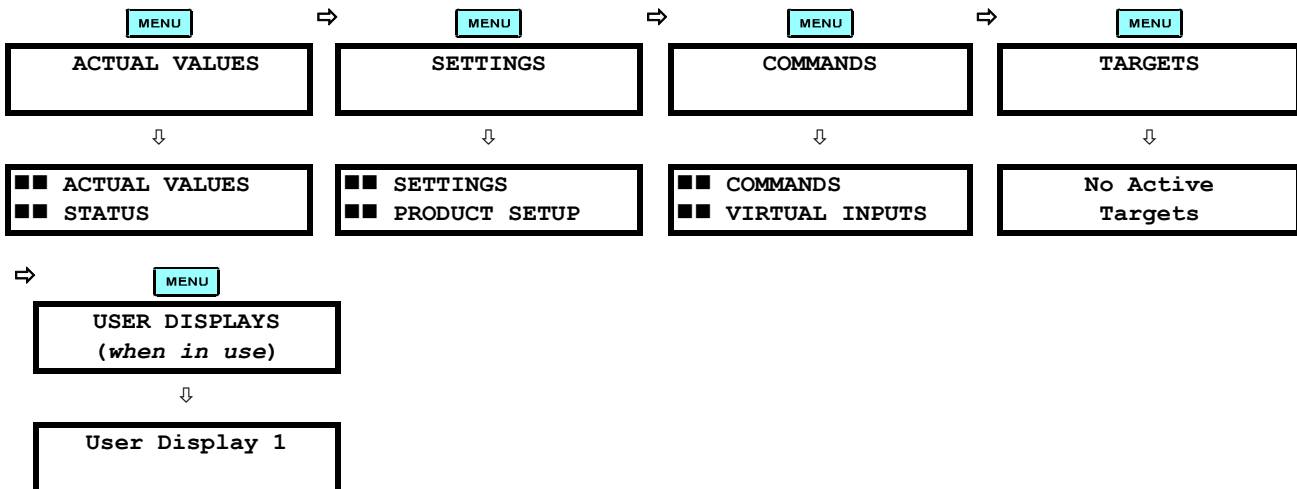 MENU ⇨ MENU ⇨ MENU ⇨ MENU
ACTUAL VALUES SETTINGS COMMANDS TARGETS
⇩ ⇩ ⇩ ⇩
■■ ACTUAL VALUES ■■ SETTINGS ■■ COMMANDS No Active
■■ STATUS ■■ PRODUCT SETUP ■■ VIRTUAL INPUTS Targets
⇨ MENU
USER DISPLAYS
(when in use)
⇩
User Display 1